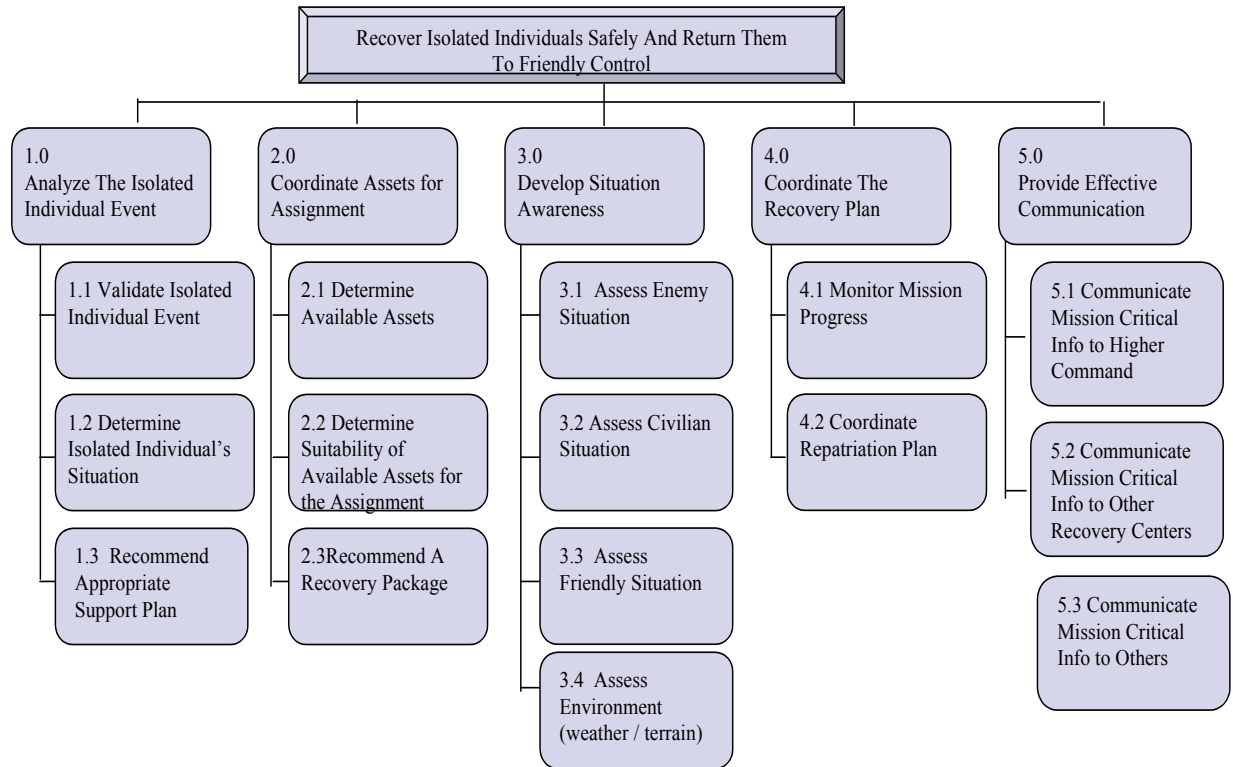 Recover Isolated Individuals Safely And Return Them
To Friendly Control
1.0
Analyze The Isolated
Individual Event
1.1 Validate Isolated
Individual Event
1.2 Determine
Isolated Individual's
Situation
1.3 Recommend
Appropriate
Support Plan
2.0
Coordinate Assets for
Assignment
2.1 Determine
Available Assets
2.2 Determine
Suitability of
Available Assets for
the Assignment
2.3Recommend A
Recovery Package
3.0
Develop Situation
Awareness
3.1 Assess Enemy
Situation
3.2 Assess Civilian
Situation
3.3 Assess
Friendly Situation
3.4 Assess
Environment
(weather / terrain)
4.0
Coordinate The
Recovery Plan
4.1 Monitor Mission
Progress
4.2 Coordinate
Repatriation Plan
5.0
Provide Effective
Communication
5.1 Communicate
Mission Critical
Info to Higher
Command
5.2 Communicate
Mission Critical
Info to Other
Recovery Centers
5.3 Communicate
Mission Critical
Info to Others